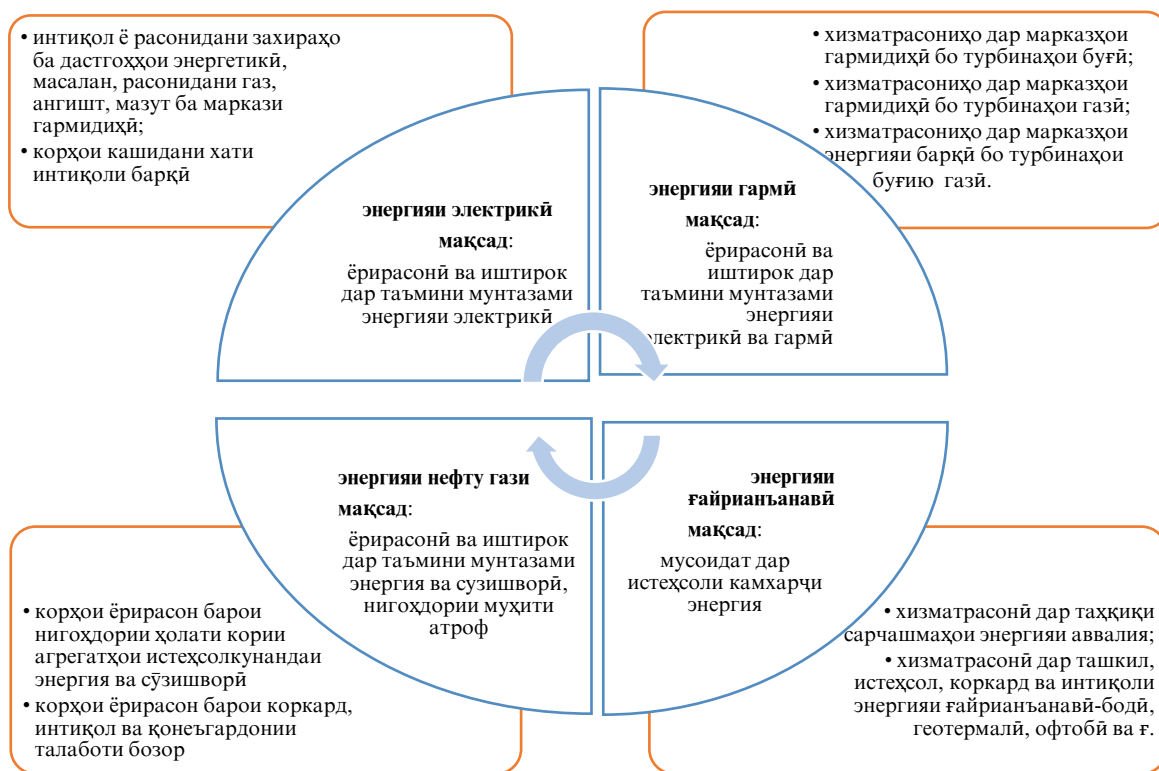 • интиқол ё расонидани захираҳо
ба дастгоҳҳои энергетикӣ,
масалан, расонидани газ,
ангишт, мазут ба маркази
гармидиҳӣ;
• корҳои кашидани хати
интиқоли барқӣ
• хизматрасониҳо дар марказҳои
гармидиҳӣ бо турбинаҳои буғӣ;
• хизматрасониҳо дар марказҳои
гармидиҳӣ бо турбинаҳои газӣ;
• хизматрасониҳо дар марказҳои
энергияи барқӣ бо турбинаҳои
буғию газӣ.
энергияи электрикӣ
мақсад:
ёрирасонӣ ва иштирок
дар таъмини мунтазами
энергияи электрикӣ
энергияи гармӣ
мақсад:
ёрирасонӣ ва
иштирок дар
таъмини мунтазами
энергияи
электрикӣ ва гармӣ
энергияи нефту гази
мақсад:
ёрирасонӣ ва иштирок
дар таъмини мунтазами
энергия ва сузишворӣ,
нигоҳдории муҳити
атроф
энергияи
ғайрианъанавӣ
мақсад:
мусоидат дар
истеҳсоли камхарҷи
энергия
• корҳои ёрирасон барои
нигоҳдории ҳолати кории
агрегатҳои истеҳсолкунандаи
энергия ва сӯзишворӣ
• корҳои ёрирасон барои коркард,
интиқол ва қонеъгардонии
талаботи бозор
• хизматрасонӣ дар таҳқиқи
сарчашмаҳои энергияи аввалия;
• хизматрасонӣ дар ташкил,
истеҳсол, коркард ва интиқоли
энергияи ғайрианъанавӣ-бодӣ,
геотермалӣ, офтобӣ ва ғ.